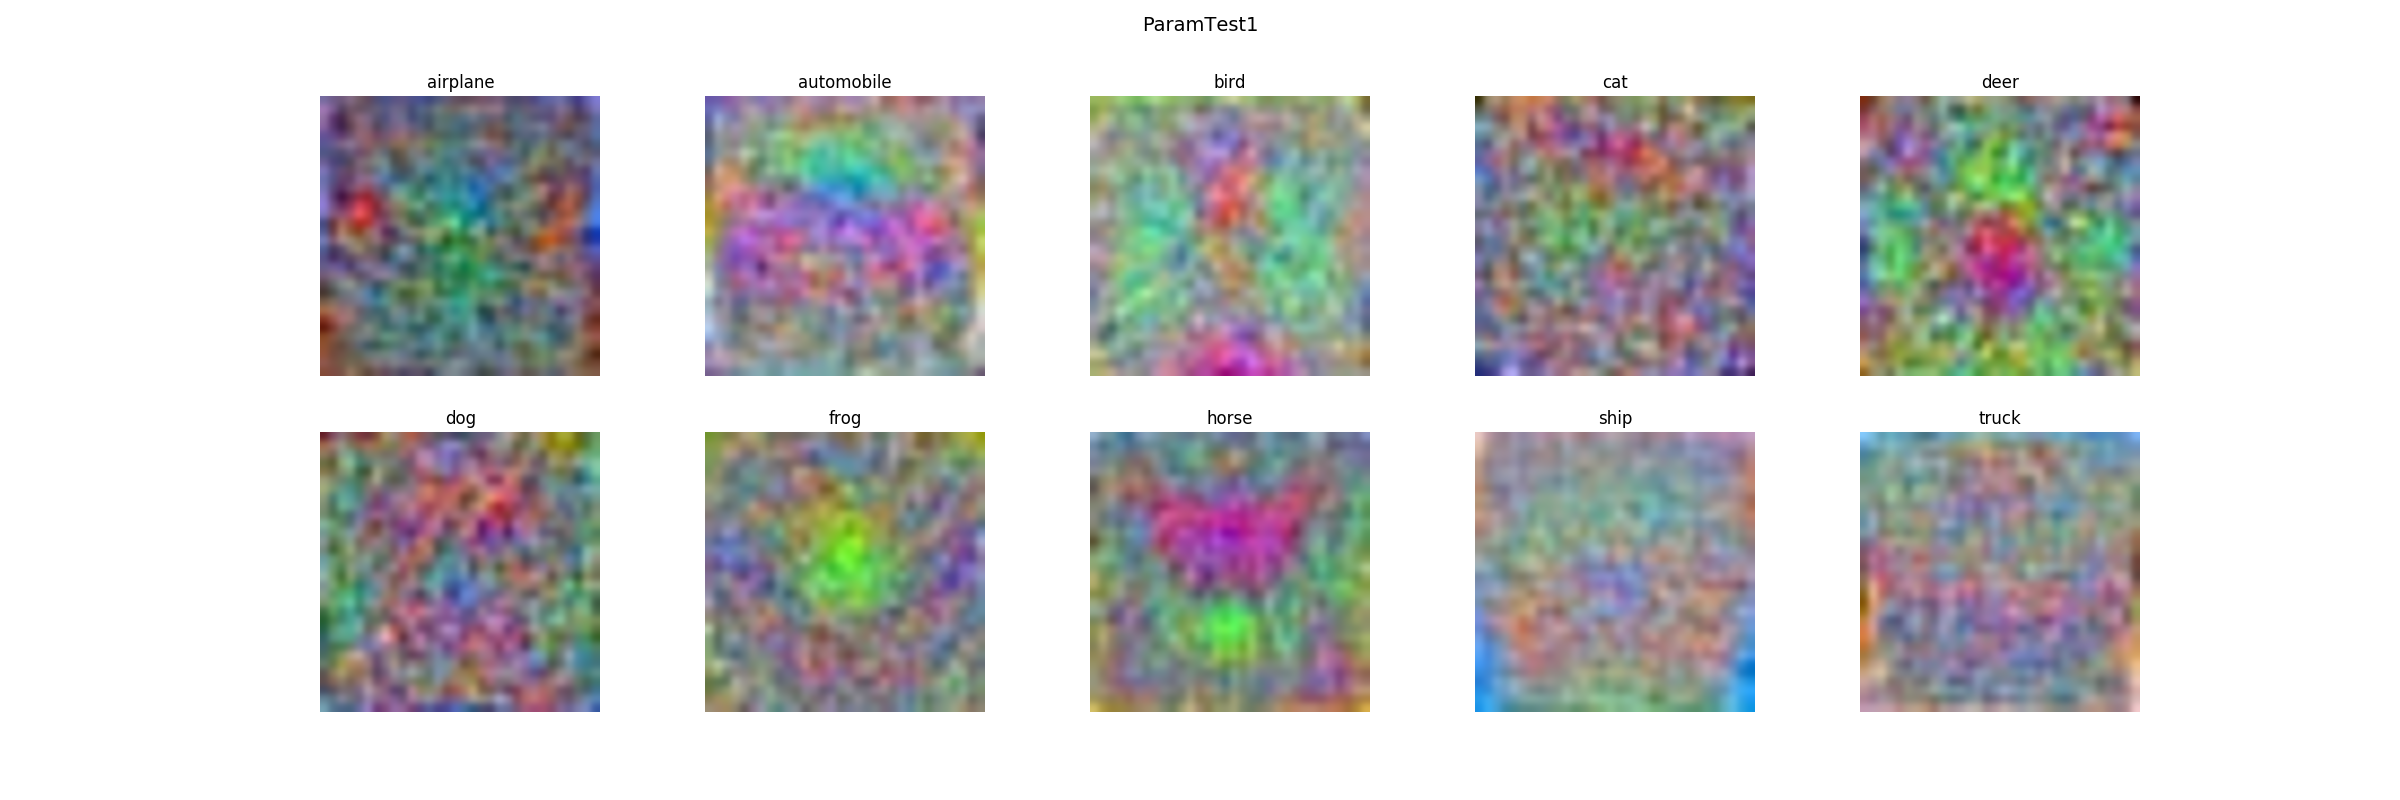 ParamTest1
airplane
automobile
bird
cat
deer
dog
frog
horse
ship
truck